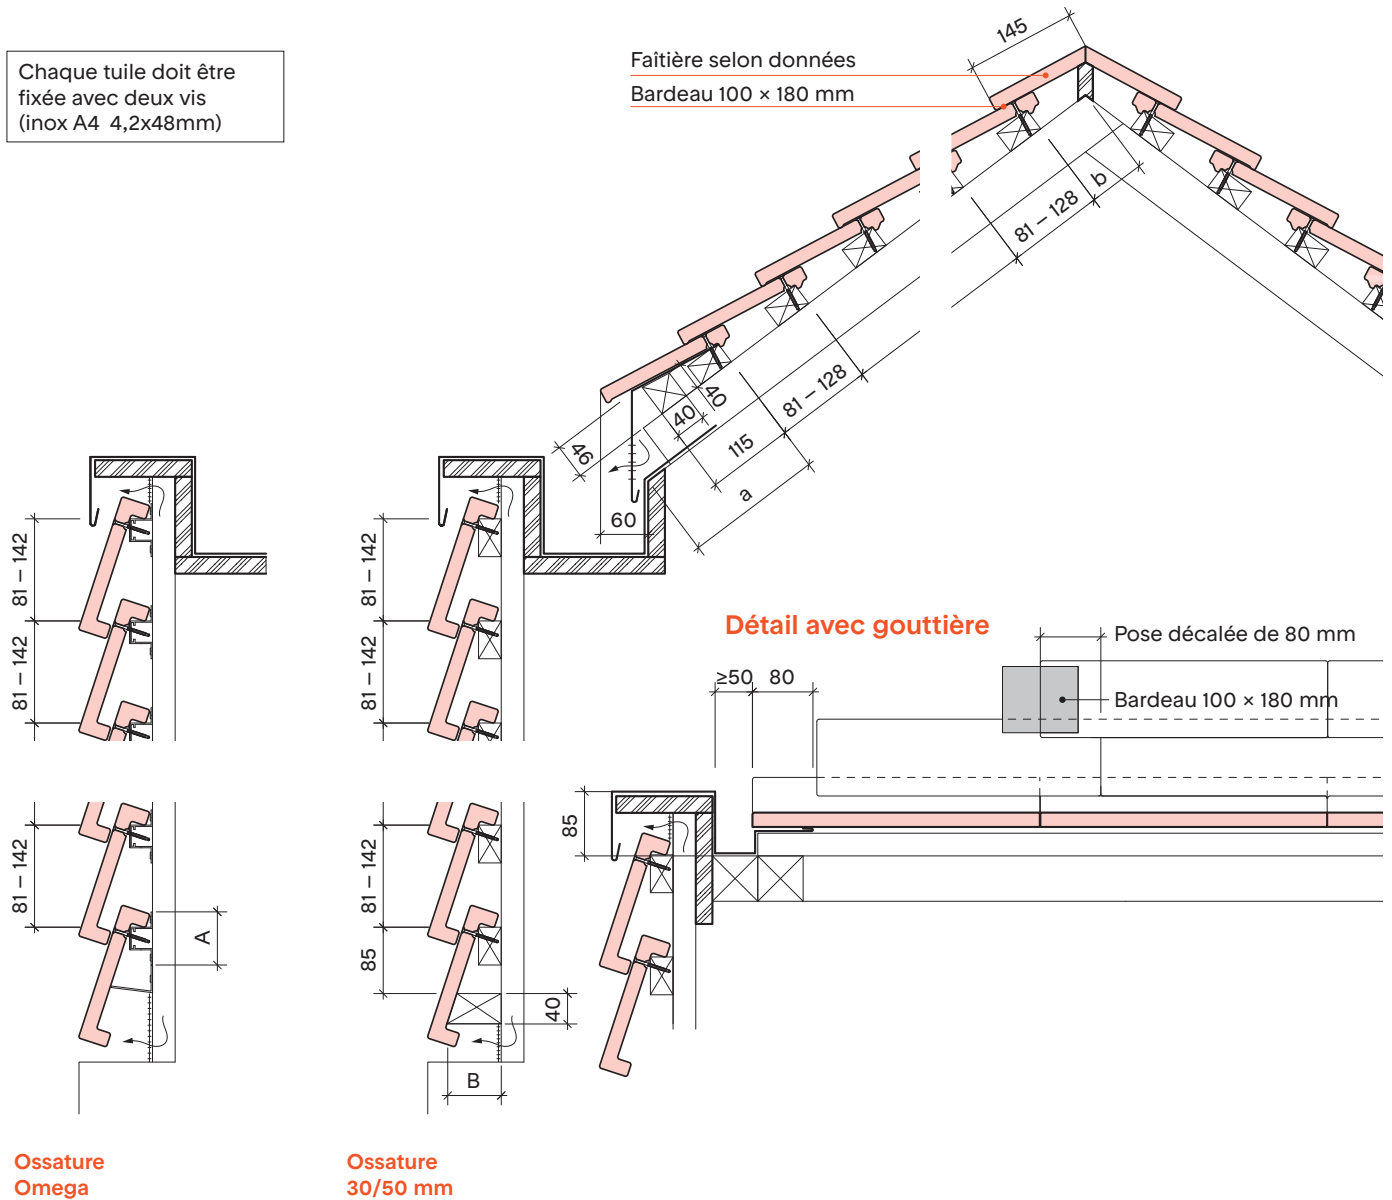 Chaque tuile doit être
fixée avec deux vis
(inox A4 4,2x48mm)
Faîtière selon données
Bardeau 100 × 180 mm
145
b
81 – 128
81 – 128
40
40
115
a
46
60
81 – 142
81 – 142
81 – 142
A
81 – 142
81 – 142
81 – 142
85
40
B
Détail avec gouttière
Pose décalée de 80 mm
≥50
80
Bardeau 100 × 180 mm
85
Ossature
Omega
Ossature
30/50 mm